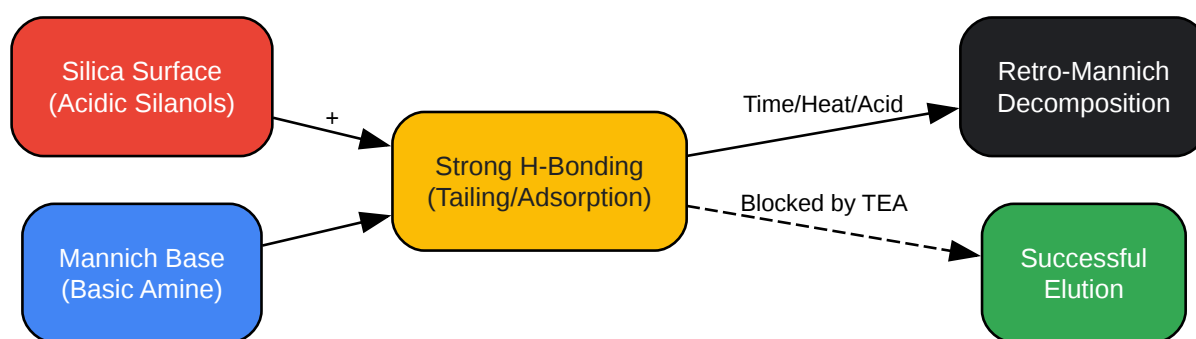 Silica Surface
(Acidic Silanols)
+
Mannich Base
(Basic Amine)
Strong H-Bonding
(Tailing/Adsorption)
Time/Heat/Acid
Blocked by TEA
Retro-Mannich
Decomposition
Successful
Elution